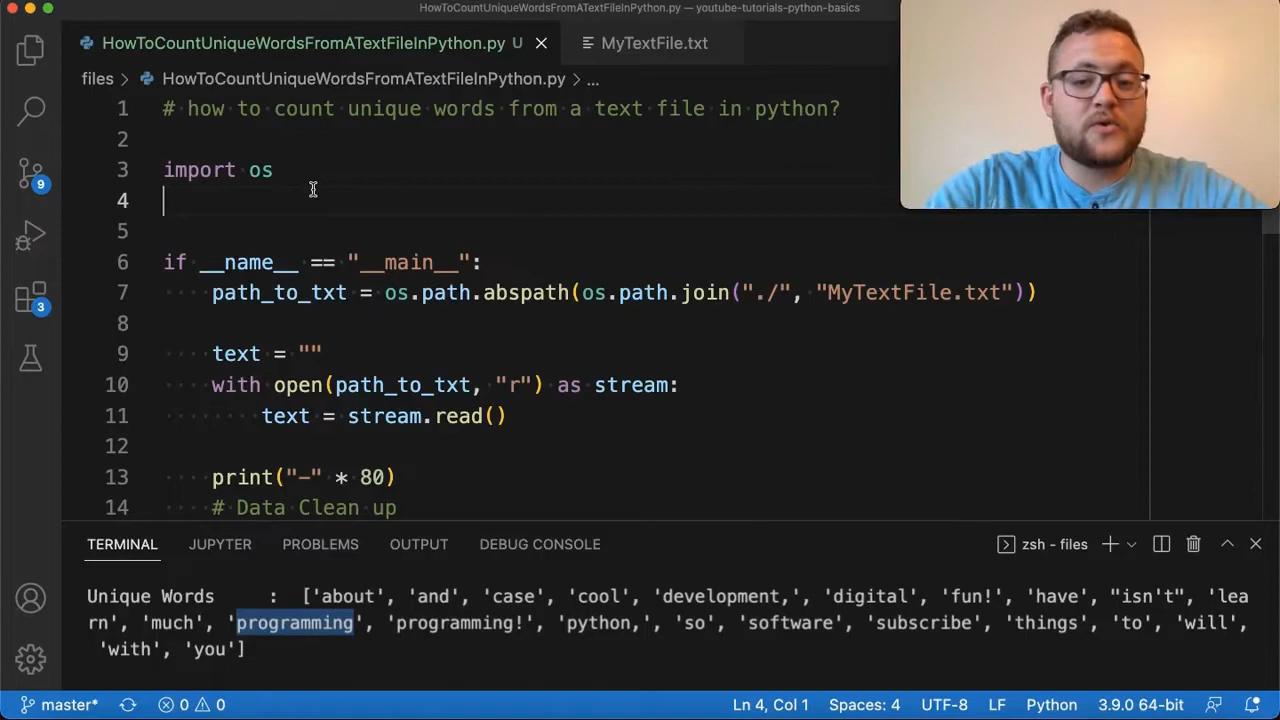 HowToCountUniqueWordsFromATextFileInPython.py — youtube-tutorials-python-basics
HowToCountUniqueWordsFromATextFileInPython.py U
MyTextFile.txt
files > HowToCountUniqueWordsFromATextFileInPython.py > ...
1 # how to count unique words from a text file in python?
2
3 import os
4
5
6 if __name__ == "__main__":
7 path_to_txt = os.path.abspath(os.path.join("./", "MyTextFile.txt"))
8
9 text = ""
10 with open(path_to_txt, "r") as stream:
11 text = stream.read()
12
13 print("-" * 80)
14 # Data Clean up
9
3
TERMINAL JUPYTER PROBLEMS OUTPUT DEBUG CONSOLE zsh - files
Unique Words : ['about', 'and', 'case', 'cool', 'development,', 'digital', 'fun!', 'have', "isn't", 'lea
rn', 'much', 'programming', 'programming!', 'python,', 'so', 'software', 'subscribe', 'things', 'to', 'will',
'with', 'you']
master* 0 0 Ln 4, Col 1 Spaces: 4 UTF-8 LF Python 3.9.0 64-bit